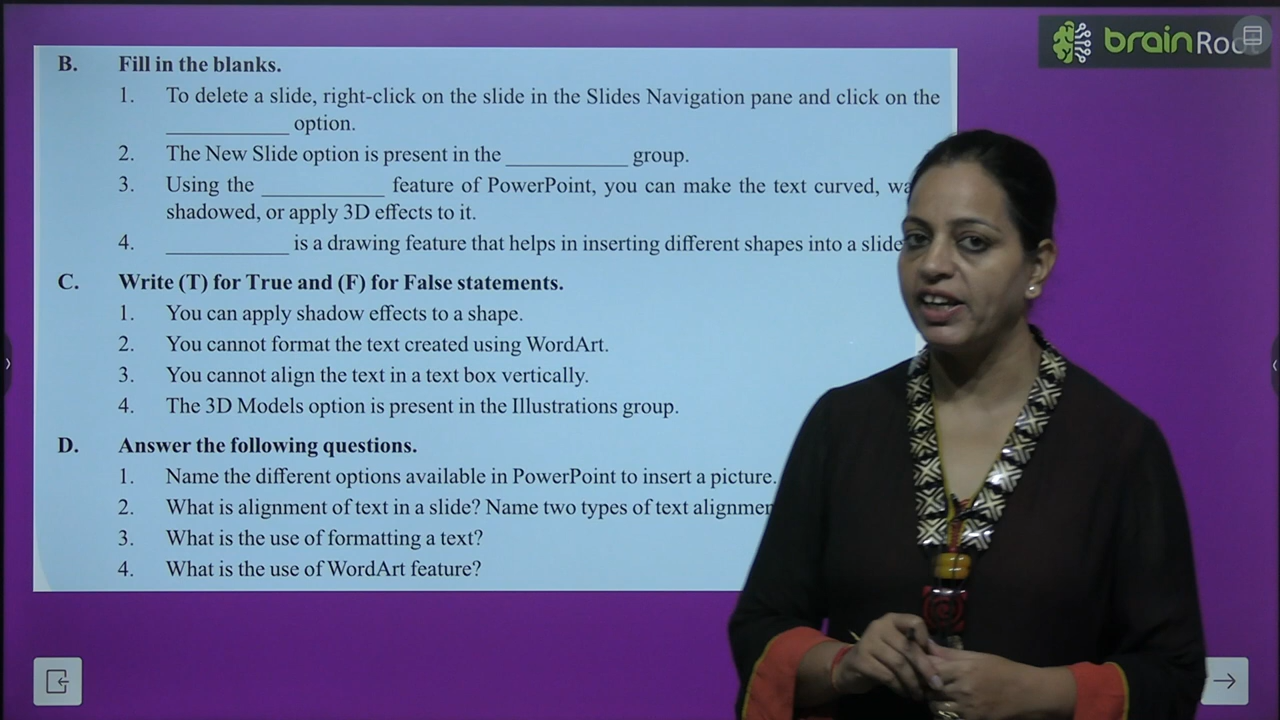 brainRo
B. Fill in the blanks.
1. To delete a slide, right-click on the slide in the Slides Navigation pane and click on the
____________ option.
2. The New Slide option is present in the ____________ group.
3. Using the ____________ feature of PowerPoint, you can make the text curved,
shadowed, or apply 3D effects to it.
4. ____________ is a drawing feature that helps in inserting different shapes into a slide
C. Write (T) for True and (F) for False statements.
1. You can apply shadow effects to a shape.
2. You cannot format the text created using WordArt.
3. You cannot align the text in a text box vertically.
4. The 3D Models option is present in the Illustrations group.
D. Answer the following questions.
1. Name the different options available in PowerPoint to insert a picture.
2. What is alignment of text in a slide? Name two types of text
3. What is the use of formatting a text?
4. What is the use of WordArt feature?